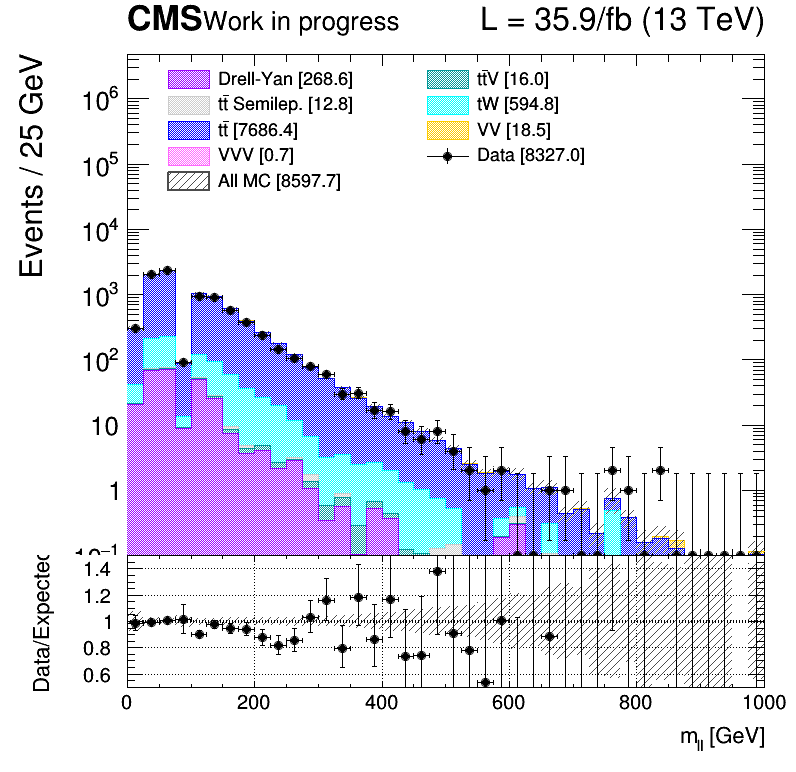 CMS Work in progress L = 35.9/fb (13 TeV)
Events / 25 GeV
Drell-Yan [268.6]
tt̄ Semilep. [12.8]
tt̄ [7686.4]
VVV [0.7]
All MC [8597.7]
tt̄V [16.0]
tW [594.8]
VV [18.5]
Data [8327.0]
10⁶
10⁵
10⁴
10³
10²
10
1
10⁻¹
Data/Expected
1.4
1.2
1
0.8
0.6
0 200 400 600 800 1000
m_ll [GeV]